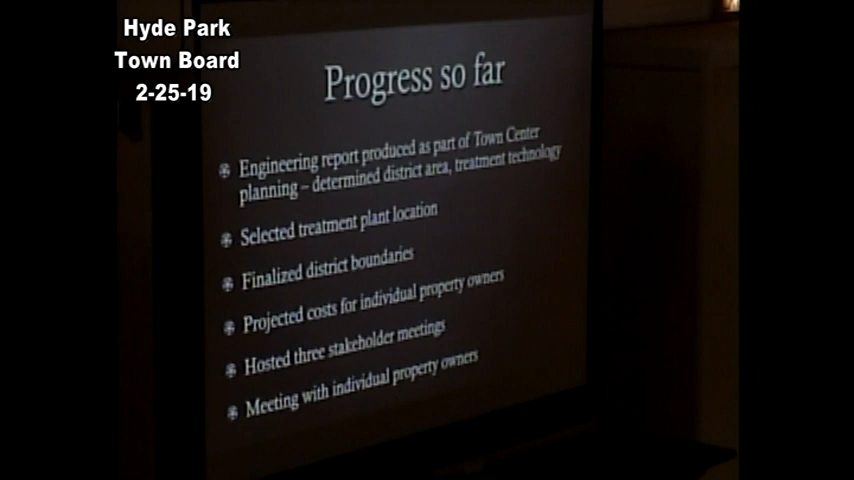 Hyde Park
Town Board
2-25-19
Progress so far
Engineering report produced as part of Town Center
planning – determined district area, treatment technology
Selected treatment plant location
Finalized district boundaries
Projected costs for individual property owners
Hosted three stakeholder meetings
Meeting with individual property owners